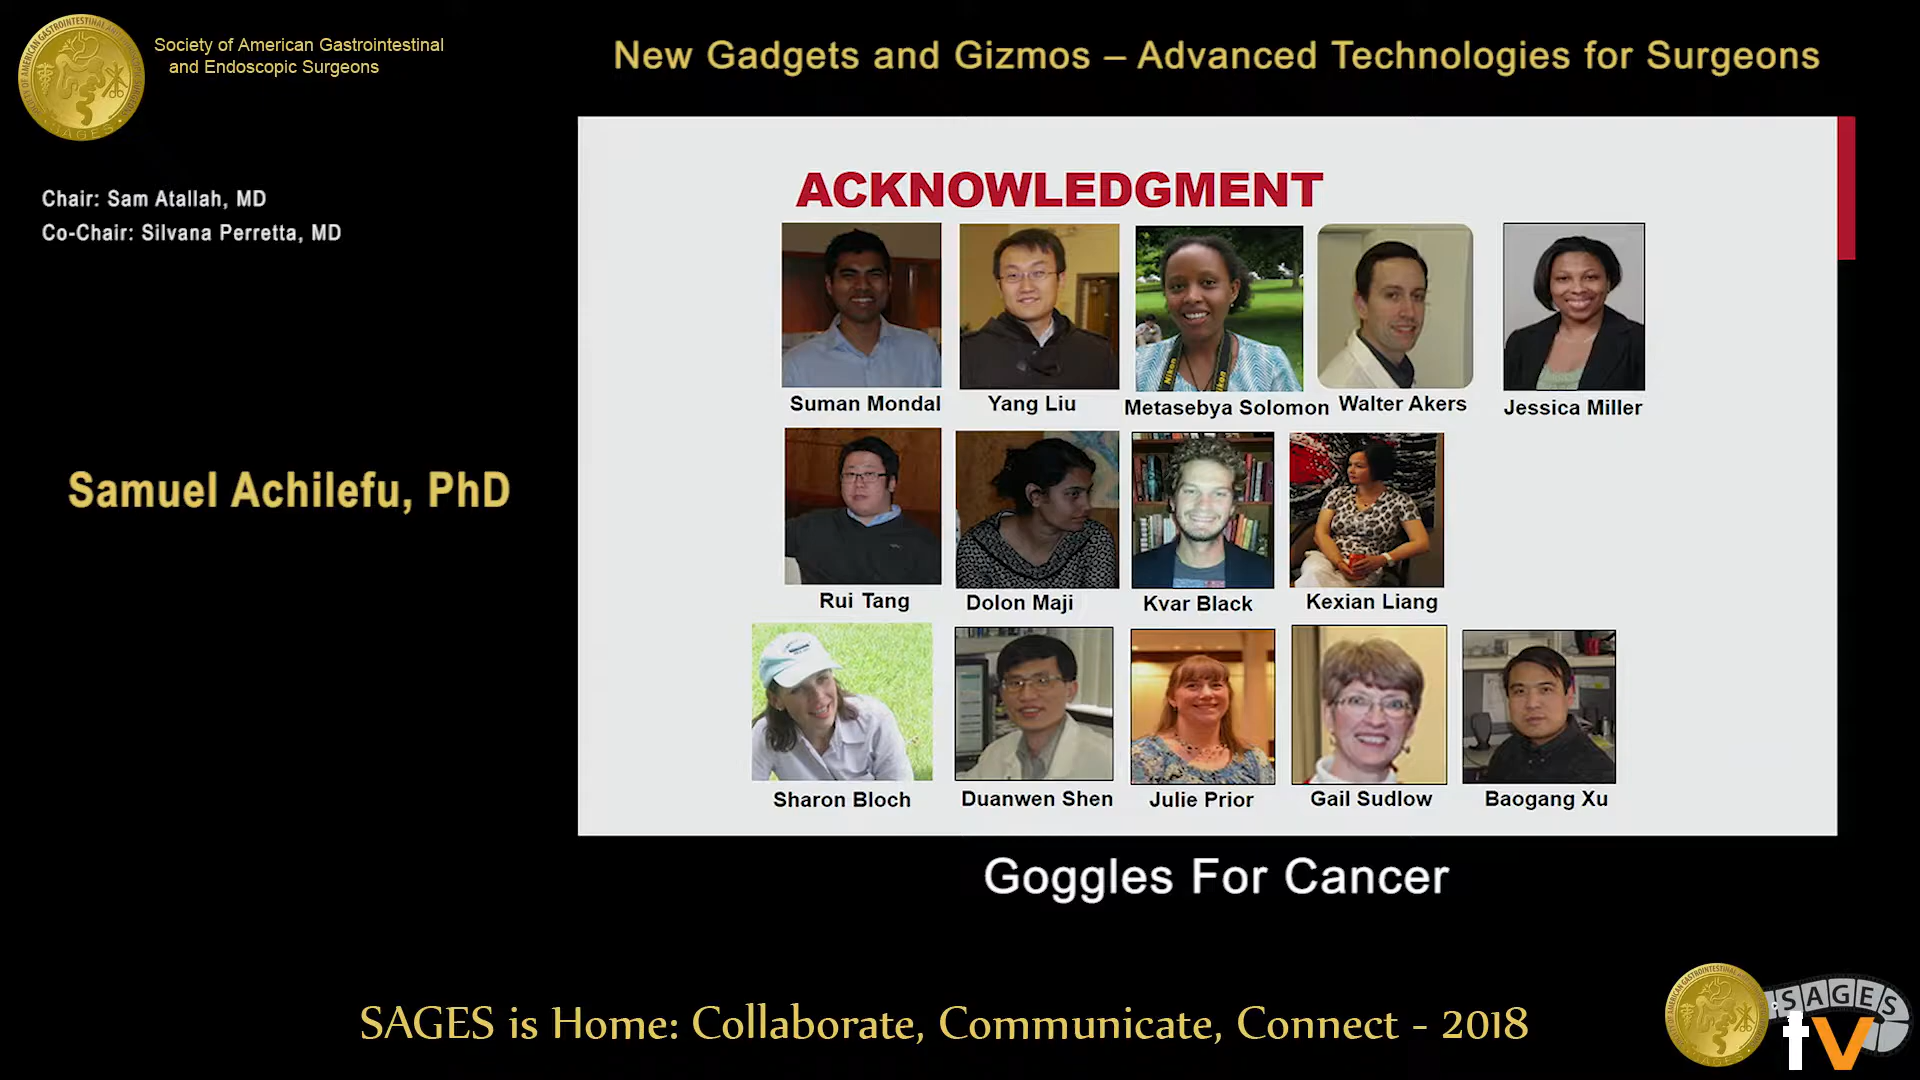 Society of American Gastrointestinal
and Endoscopic Surgeons
New Gadgets and Gizmos – Advanced Technologies for Surgeons
Chair: Sam Atallah, MD
Co-Chair: Silvana Perretta, MD
Samuel Achilefu, PhD
ACKNOWLEDGMENT
Suman Mondal
Yang Liu
Metasebya Solomon
Walter Akers
Jessica Miller
Rui Tang
Dolon Maji
Kvar Black
Kexian Liang
Sharon Bloch
Duanwen Shen
Julie Prior
Gail Sudlow
Baogang Xu
Goggles For Cancer
SAGES is Home: Collaborate, Communicate, Connect - 2018
SAGES
tv
Nikon
SAGES